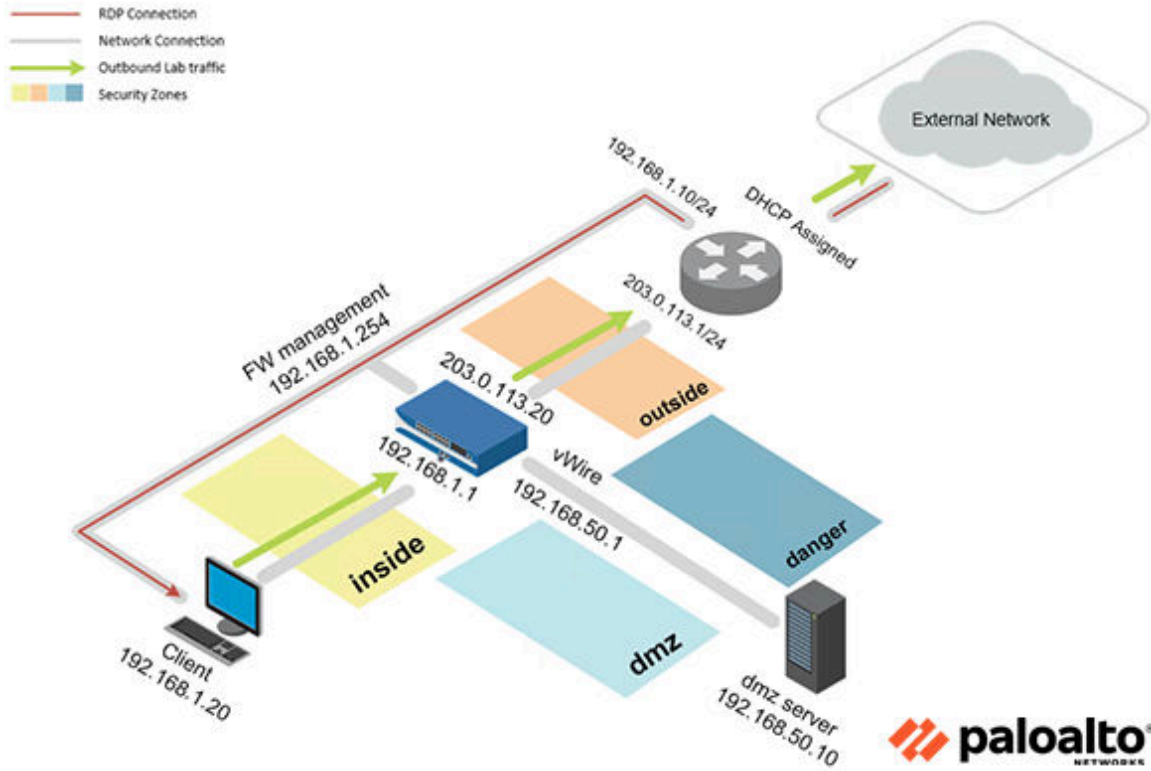 RDP Connection
Network Connection
Outbound Lab traffic
Security Zones
External Network
192.168.1.10/24
DHCP Assigned
203.0.113.1/24
FW management
192.168.1.254
203.0.113.20
outside
192.168.1.1
vWire
192.168.50.1
danger
inside
dmz
Client
192.168.1.20
dmz server
192.168.50.10
paloalto®
NETWORKS